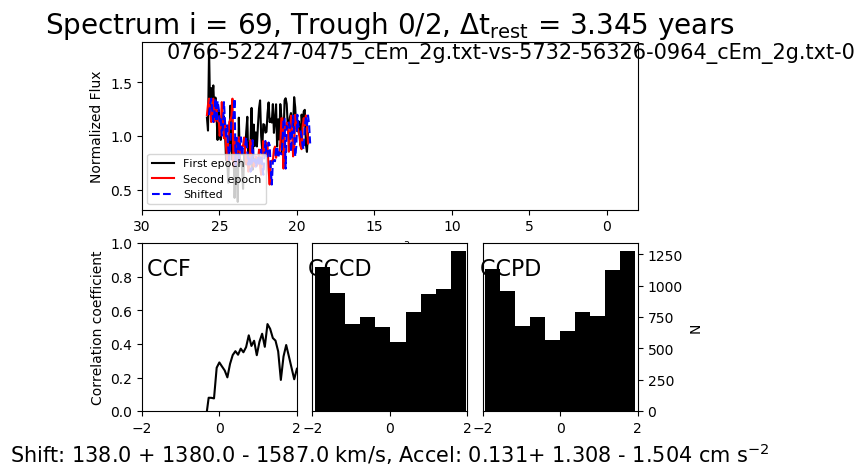 Spectrum i = 69, Trough 0/2, Δt_rest = 3.345 years
0766-52247-0475_cEm_2g.txt-vs-5732-56326-0964_cEm_2g.txt-0
Normalized Flux
1.5
1.0
0.5
First epoch
Second epoch
Shifted
30 25 20 15 10 5 0
Correlation coefficient
1.0
0.8
0.6
0.4
0.2
0.0
CCF
CCCD
CCPD
1250
1000
750
500
250
0
N
−2 0 2
−2 0 2
−2 0 2
Shift: 138.0 + 1380.0 - 1587.0 km/s, Accel: 0.131+ 1.308 - 1.504 cm s⁻²